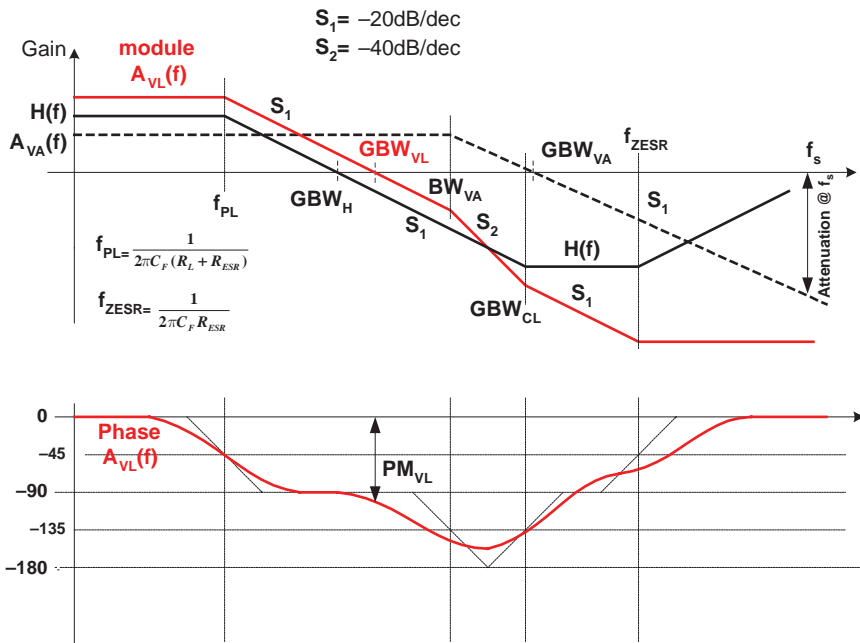 S1= –20dB/dec
S2= –40dB/dec
Gain
module
AVL(f)
H(f)
AVA(f)
S1
GBWVL
GBWVA
fZESR
fs
fPL
GBWH
BWVA
S1
S2
S1
H(f)
GBWCL
S1
Attenuation @ fs
fPL= 1 / 2πCF (RL + RESR)
fZESR= 1 / 2πCF RESR
0
Phase
AVL(f)
–45
PMVL
–90
–135
–180